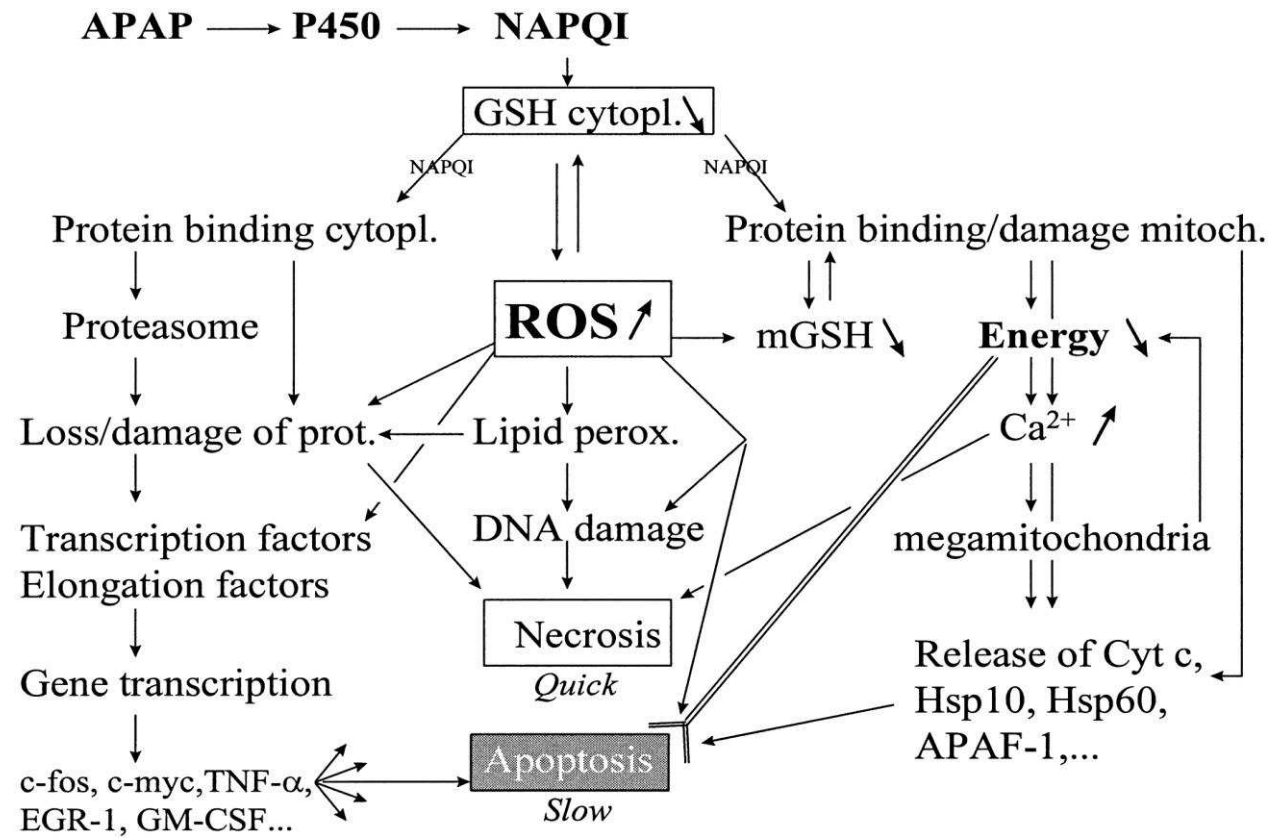 APAP P450 NAPQI
GSH cytopl.
NAPQI NAPQI
Protein binding cytopl. Protein binding/damage mitoch.
Proteasome ROS mGSH Energy
Loss/damage of prot. Lipid perox. Ca²⁺
Transcription factors DNA damage megamitochondria
Elongation factors
Necrosis
Quick
Gene transcription
Release of Cyt c,
Hsp10, Hsp60,
APAF-1,...
c-fos, c-myc,TNF-α,
EGR-1, GM-CSF...
Apoptosis
Slow